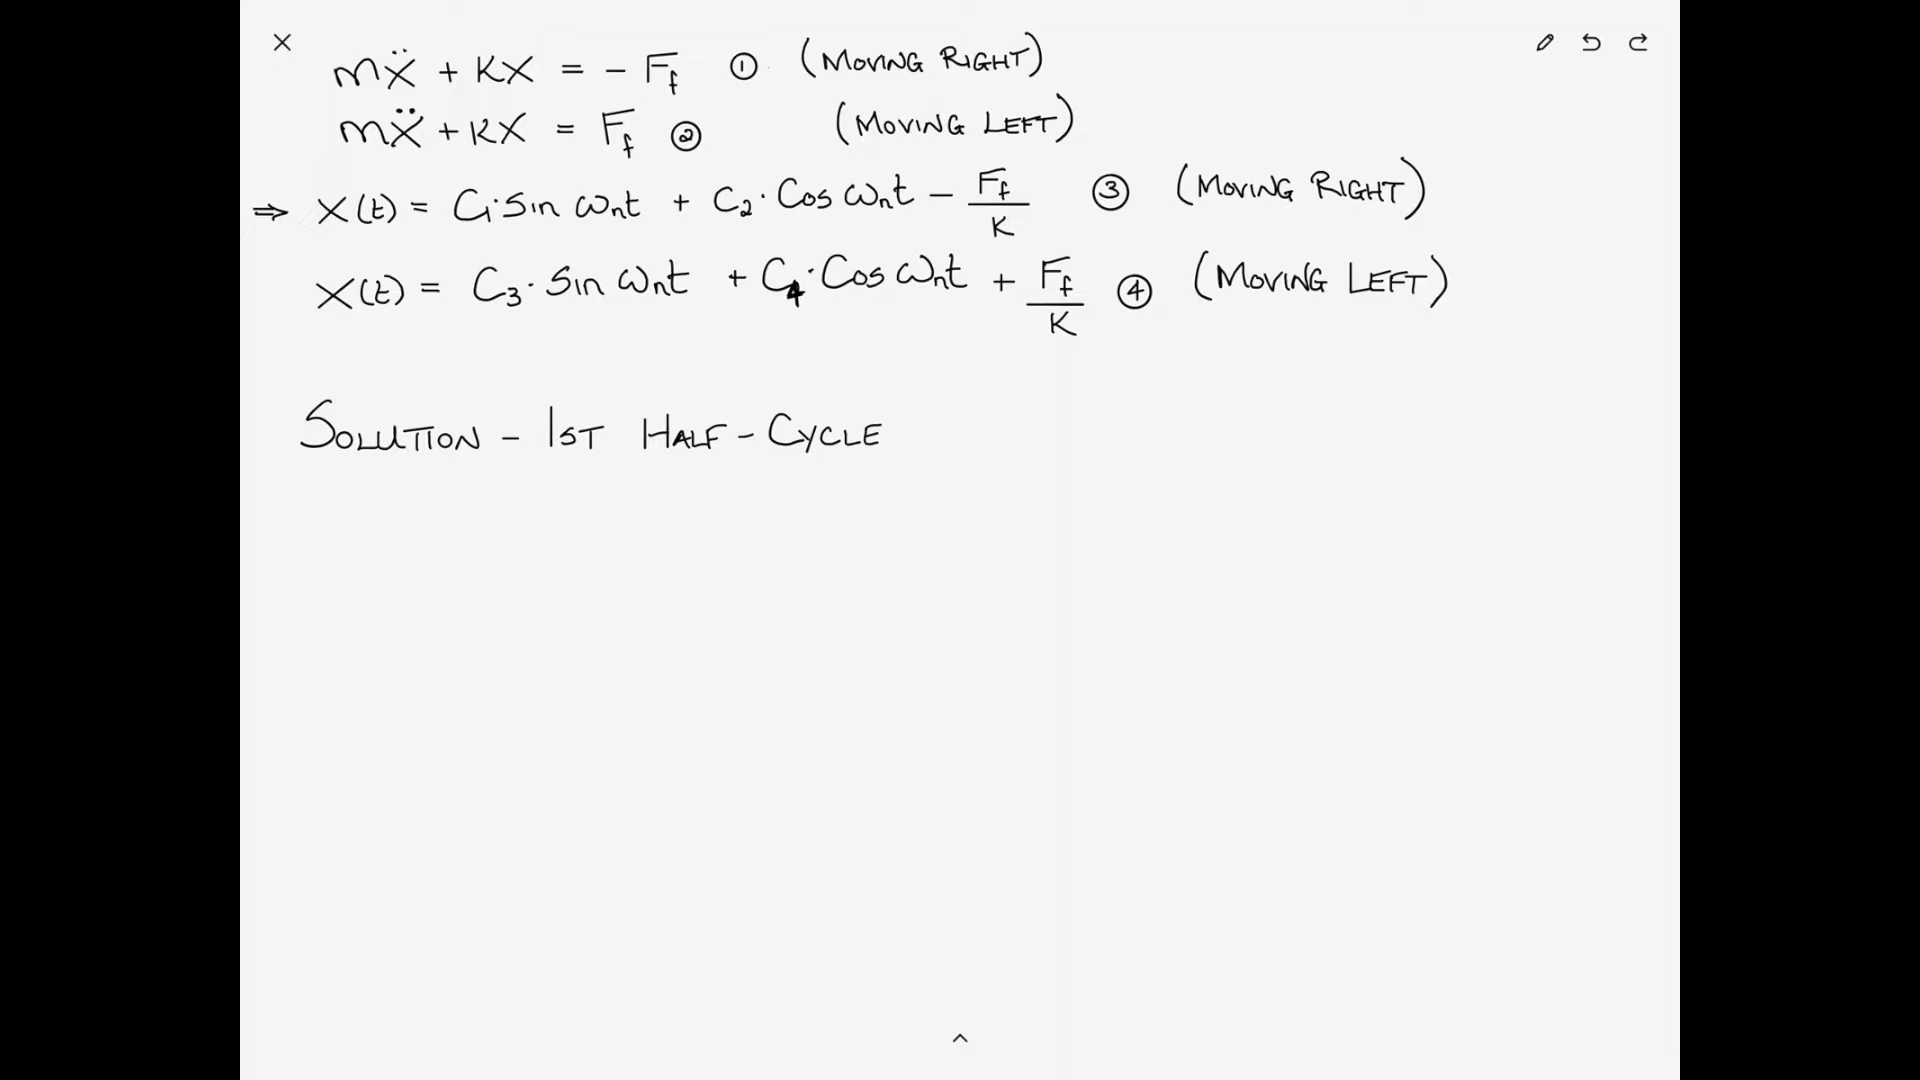 mẍ + Kx = - F_f ① (MOVING RIGHT)
mẍ + Kx = F_f ② (MOVING LEFT)
⇒ x(t) = C₁·Sin ωₙt + C₂·Cos ωₙt - F_f/K ③ (MOVING RIGHT)
x(t) = C₃·Sin ωₙt + C₄·Cos ωₙt + F_f/K ④ (MOVING LEFT)
SOLUTION - 1ST HALF-CYCLE